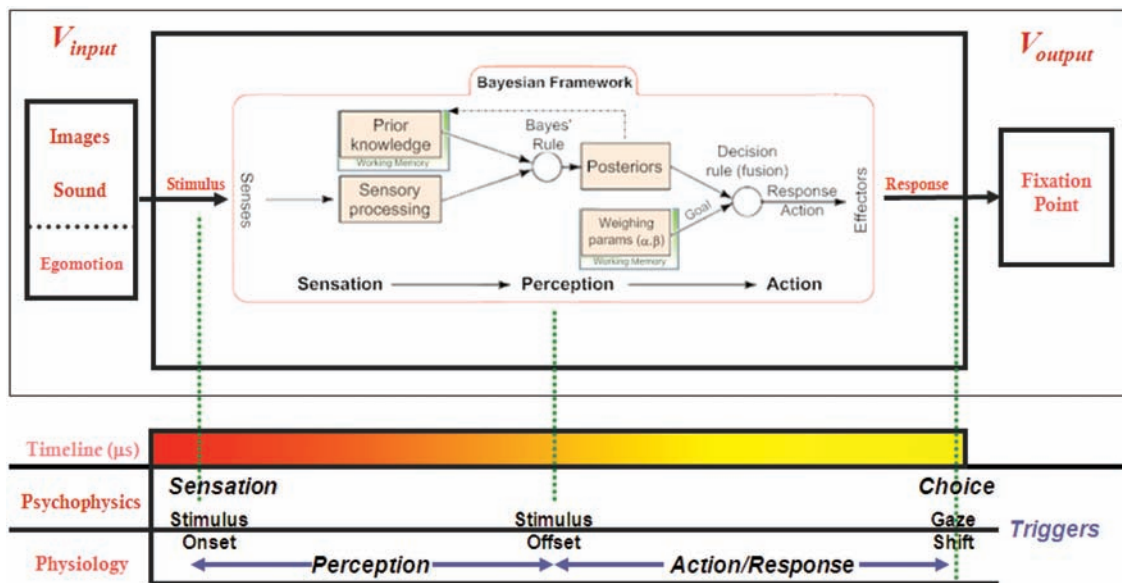 V input
V output
Bayesian Framework
Images
Sound
Egomotion
Stimulus
Senses
Prior
knowledge
Working Memory
Sensory
processing
Bayes'
Rule
Posteriors
Decision
rule (fusion)
Goal
Weighing
params (α.β)
Working Memory
Response
Action
Effectors
Response
Fixation
Point
Sensation
Perception
Action
Timeline (µs)
Psychophysics
Sensation
Choice
Stimulus
Onset
Stimulus
Offset
Gaze
Shift
Triggers
Physiology
Perception
Action/Response